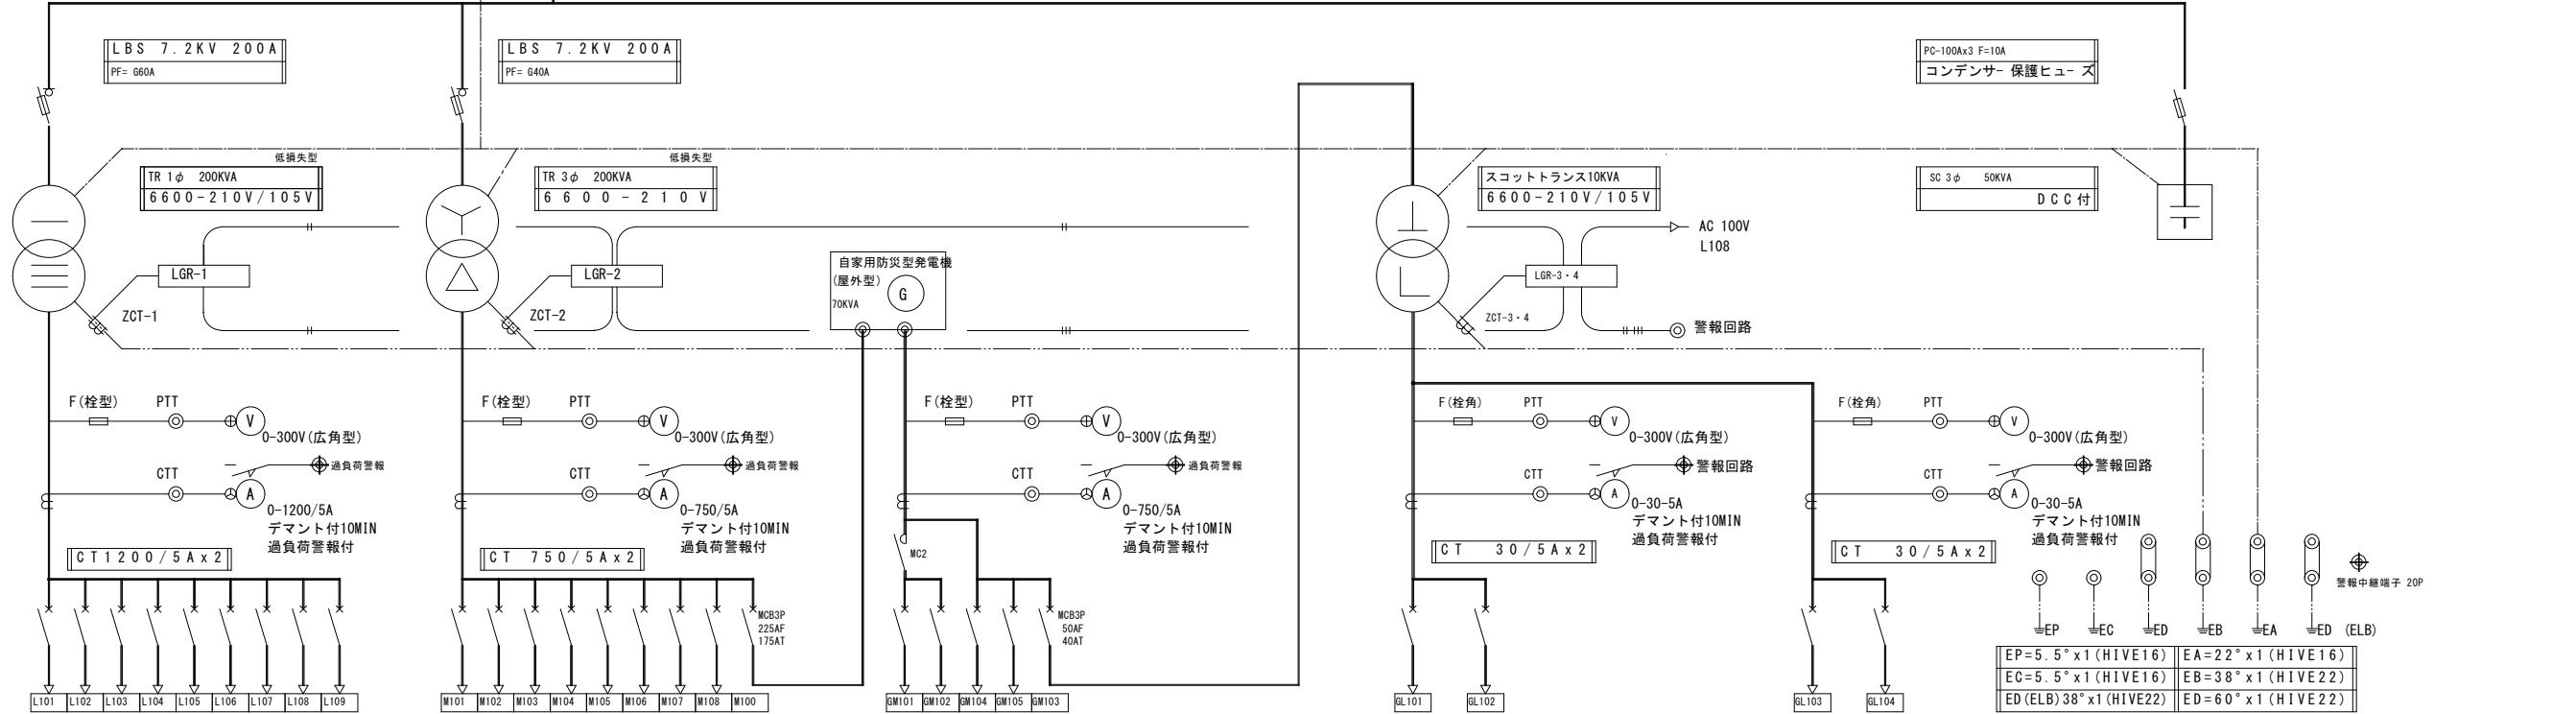 LBS 7.2KV 200A
PF= G60A
LBS 7.2KV 200A
PF= G40A
PC-100Ax3 F=10A
コンデンサ- 保護ヒュ- ズ
低損失型
TR 1φ 200KVA
6600-210V/105V
低損失型
TR 3φ 200KVA
6600-210V
スコットトランス10KVA
6600-210V/105V
SC 3φ 50KVA
DCC付
LGR-1
ZCT-1
LGR-2
ZCT-2
自家用防災型発電機
(屋外型)
G
70KVA
AC 100V
L108
LGR-3・4
ZCT-3・4
警報回路
F(栓型) PTT
V
0-300V(広角型)
過負荷警報
CTT
A
0-1200/5A
デマント付10MIN
過負荷警報付
CT1200/5Ax2
F(栓型) PTT
V
0-300V(広角型)
過負荷警報
CTT
A
0-750/5A
デマント付10MIN
過負荷警報付
CT 750/5Ax2
F(栓型) PTT
V
0-300V(広角型)
過負荷警報
CTT
A
0-750/5A
デマント付10MIN
過負荷警報付
MC2
F(栓角) PTT
V
0-300V(広角型)
警報回路
CTT
A
0-30-5A
デマント付10MIN
過負荷警報付
CT 30/5Ax2
F(栓角) PTT
V
0-300V(広角型)
警報回路
CTT
A
0-30-5A
デマント付10MIN
過負荷警報付
CT 30/5Ax2
警報中継端子 20P
MCB3P
225AF
175AT
MCB3P
50AF
40AT
EP EC ED EB EA ED (ELB)
EP=5.5°x1(HIVE16) EA=22°x1(HIVE16)
EC=5.5°x1(HIVE16) EB=38°x1(HIVE22)
ED(ELB)38°x1(HIVE22) ED=60°x1(HIVE22)
L101 L102 L103 L104 L105 L106 L107 L108 L109
M101 M102 M103 M104 M105 M106 M107 M108 M100
GM101 GM102 GM104 GM105 GM103
GL101 GL102
GL103 GL104